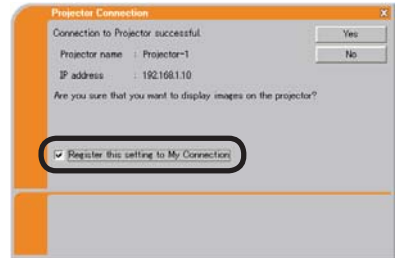 Projector Connection
x
Connection to Projector successful.
Yes
Projector name : Projector-1
No
IP address : 192.168.1.10
Are you sure that you want to display images on the projector?
Register this setting to My Connection